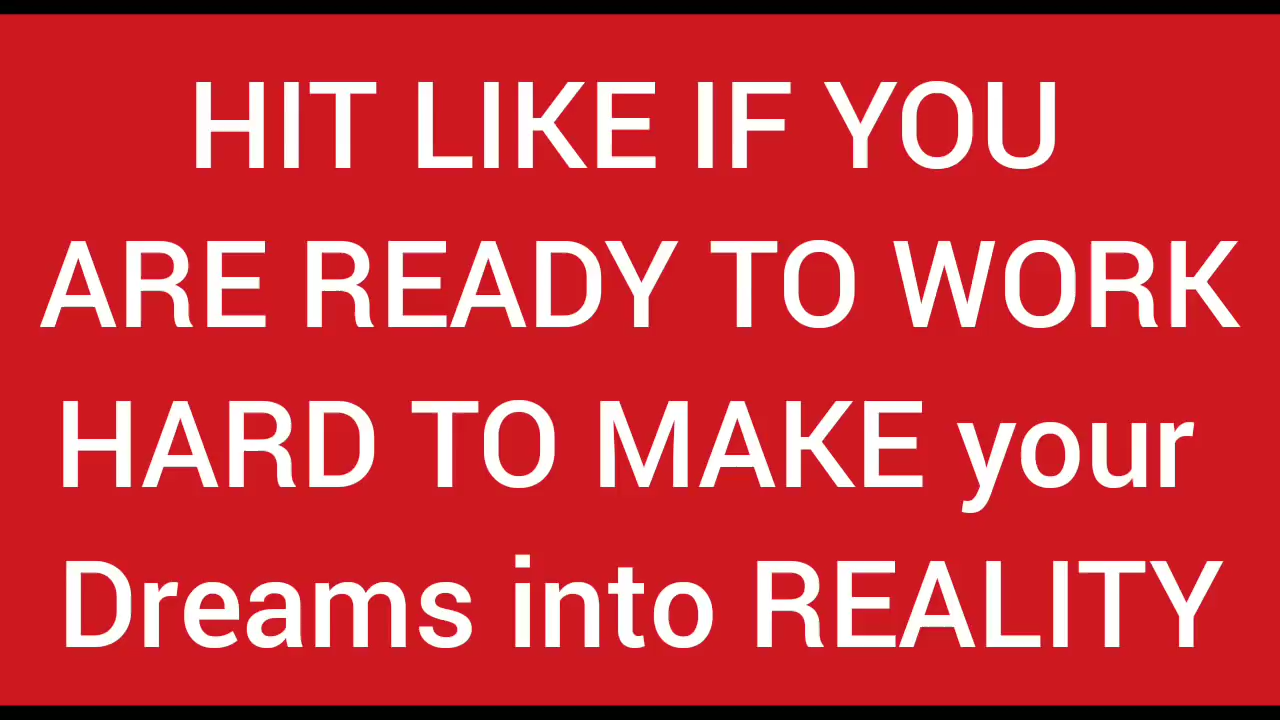 HIT LIKE IF YOU
ARE READY TO WORK
HARD TO MAKE your
Dreams into REALITY